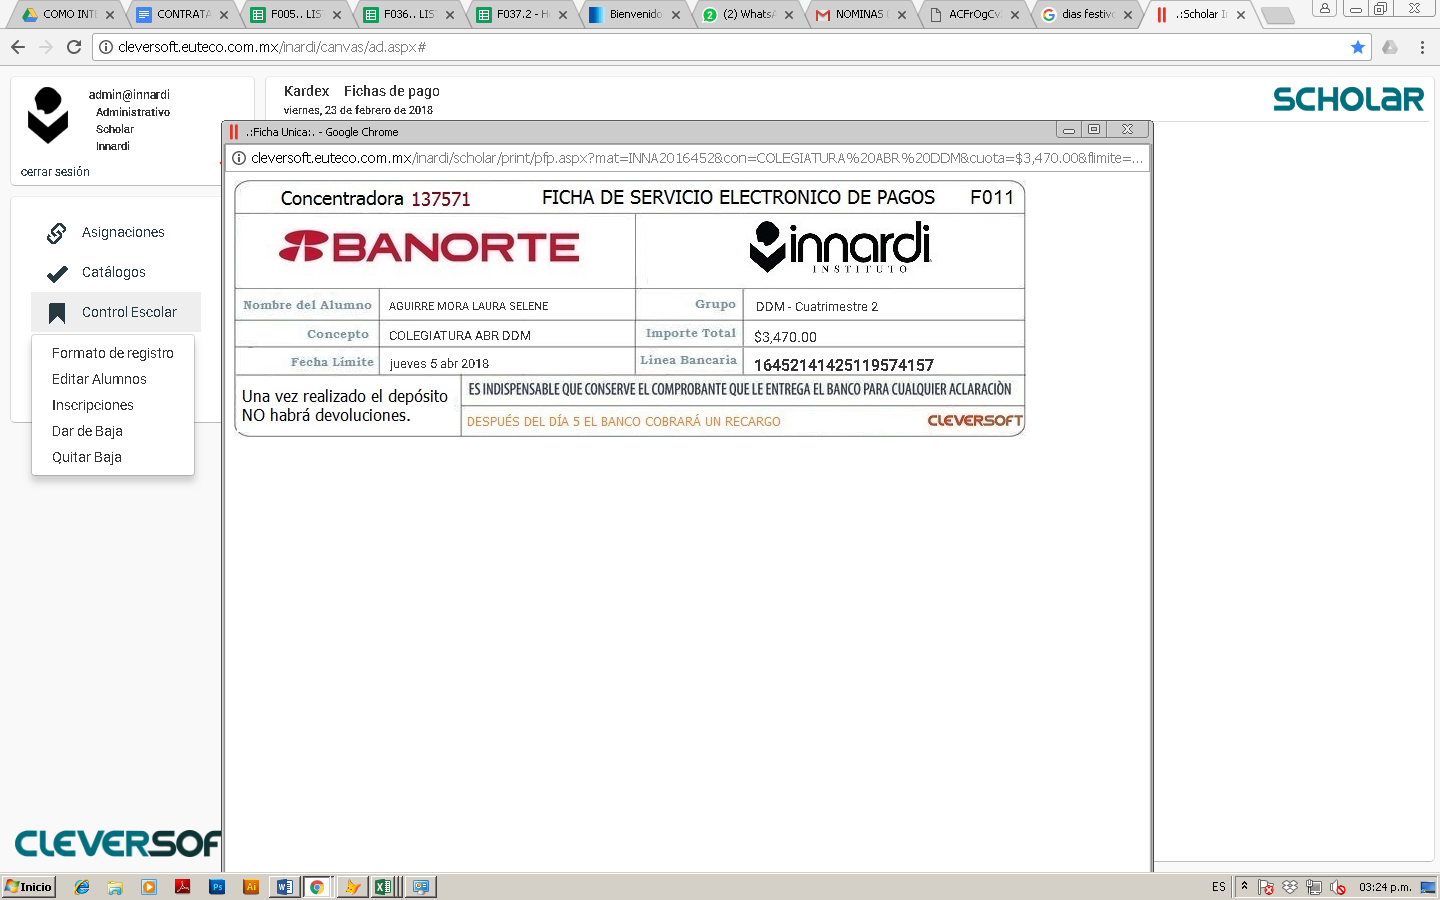 COMO INTE
CONTRATA
F005.. LIST
F036.. LIST
F037.2 - H
Bienvenido
(2) WhatsA
NOMINAS
ACFrOgCv
dias festivo
.:Scholar In
cleversoft.euteco.com.mx/inardi/canvas/ad.aspx#
admin@innardi
Administrativo
Scholar
Innardi
cerrar sesión
Kardex Fichas de pago
viernes, 23 de febrero de 2018
SCHOLAR
Asignaciones
Catálogos
Control Escolar
Formato de registro
Editar Alumnos
Inscripciones
Dar de Baja
Quitar Baja
.:Ficha Unica:. - Google Chrome
cleversoft.euteco.com.mx/inardi/scholar/print/pfp.aspx?mat=INNA2016452&con=COLEGIATURA%20ABR%20DDM&cuota=$3,470.00&flimite=...
Concentradora 137571 FICHA DE SERVICIO ELECTRONICO DE PAGOS F011
BANORTE
innardi
INSTITUTO
Nombre del Alumno AGUIRRE MORA LAURA SELENE Grupo DDM - Cuatrimestre 2
Concepto COLEGIATURA ABR DDM Importe Total $3,470.00
Fecha Límite jueves 5 abr 2018 Linea Bancaria 16452141425119574157
Una vez realizado el depósito
NO habrá devoluciones.
ES INDISPENSABLE QUE CONSERVE EL COMPROBANTE QUE LE ENTREGA EL BANCO PARA CUALQUIER ACLARACIÒN
DESPUÉS DEL DÍA 5 EL BANCO COBRARÁ UN RECARGO
CLEVERSOFT
CLEVERSOF
Inicio
ES
03:24 p.m.